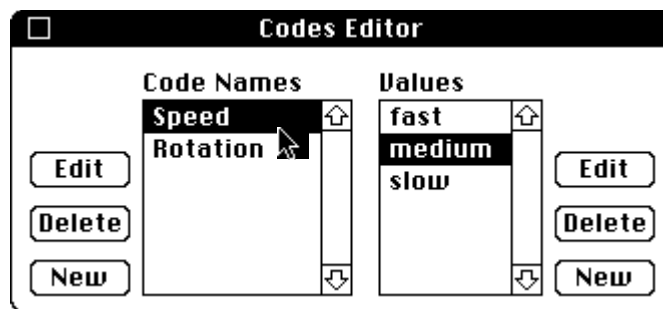 Codes Editor
Code Names
Speed
Rotation
Edit
Delete
New
Values
fast
medium
slow
Edit
Delete
New